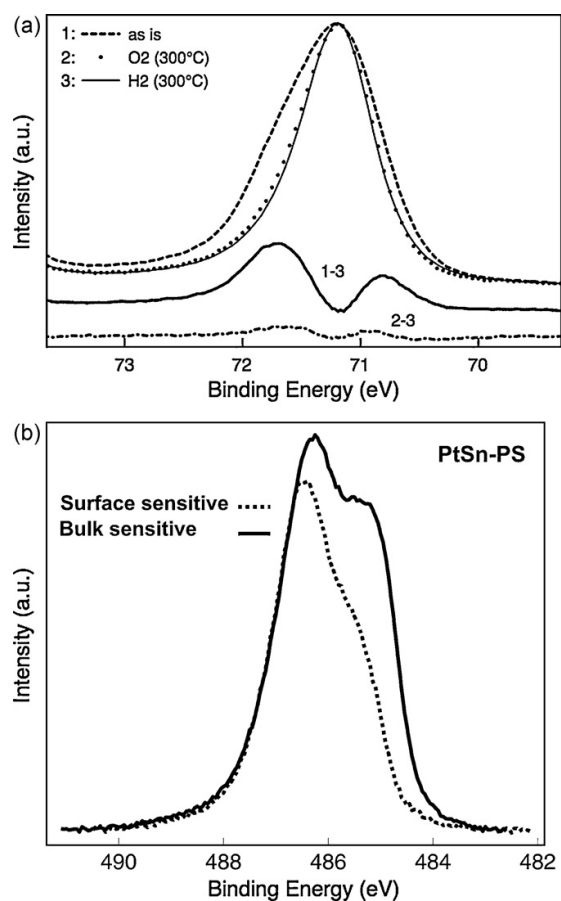 (a)
1: as is
2: O2 (300°C)
3: H2 (300°C)
Intensity (a.u.)
1-3
2-3
73 72 71 70
Binding Energy (eV)
(b)
PtSn-PS
Surface sensitive
Bulk sensitive
Intensity (a.u.)
490 488 486 484 482
Binding Energy (eV)